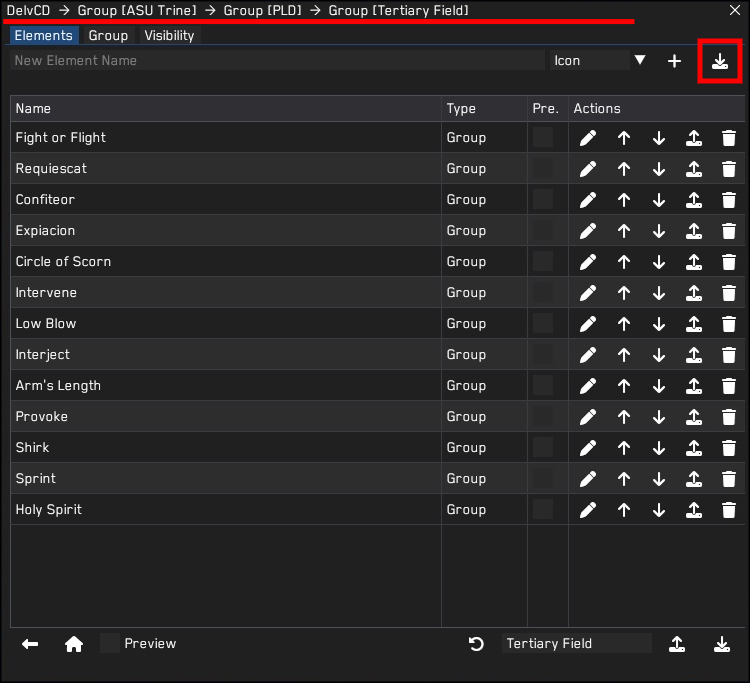 DelvCD → Group [ASU Trine] → Group [PLD] → Group [Tertiary Field]
Elements Group Visibility
New Element Name Icon
Name Type Pre. Actions
Fight or Flight Group
Requiescat Group
Confiteor Group
Expiacion Group
Circle of Scorn Group
Intervene Group
Low Blow Group
Interject Group
Arm's Length Group
Provoke Group
Shirk Group
Sprint Group
Holy Spirit Group
Preview Tertiary Field